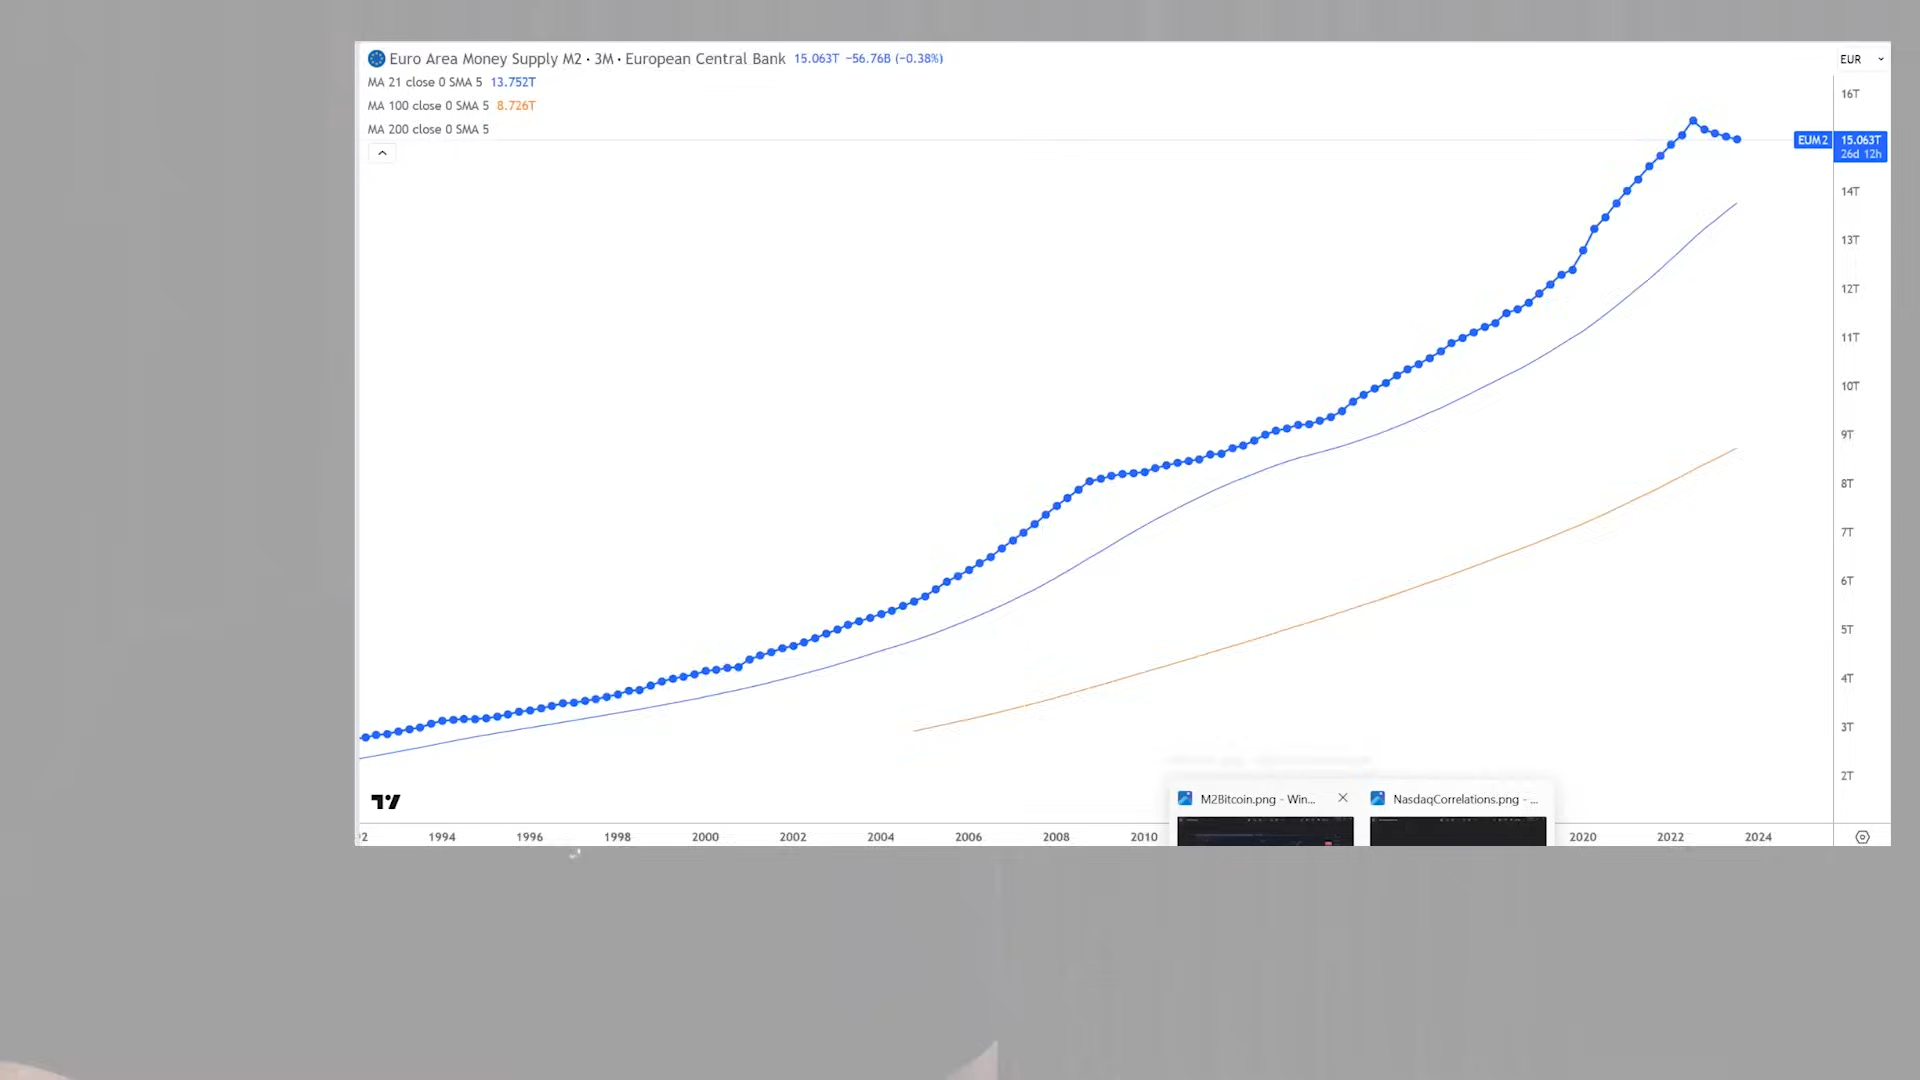 Euro Area Money Supply M2 · 3M · European Central Bank 15.063T −56.76B (−0.38%)
EUR
MA 21 close 0 SMA 5 13.752T
MA 100 close 0 SMA 5 8.726T
MA 200 close 0 SMA 5
16T
EUM2 15.063T
26d 12h
14T
13T
12T
11T
10T
9T
8T
7T
6T
5T
4T
3T
2T
M2Bitcoin.png - Win...
NasdaqCorrelations.png - ...
2 1994 1996 1998 2000 2002 2004 2006 2008 2010 2020 2022 2024